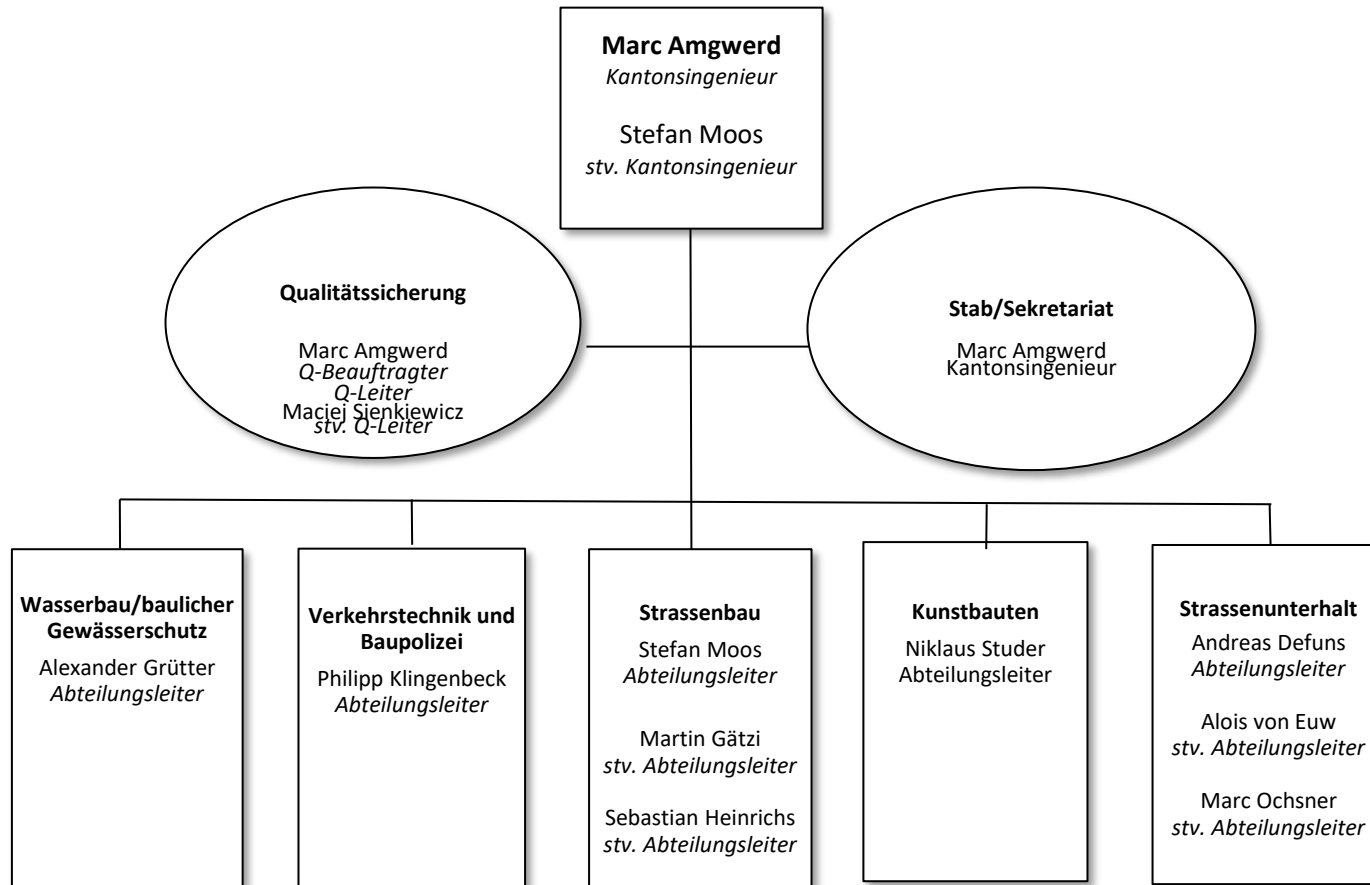 Marc Amgwerd
Kantonsingenieur
Stefan Moos
stv. Kantonsingenieur
Qualitätssicherung
Marc Amgwerd
Q-Beauftragter
Q-Leiter
Maciej Sienkiewicz
stv. Q-Leiter
Stab/Sekretariat
Marc Amgwerd
Kantonsingenieur
Wasserbau/baulicher
Gewässerschutz
Alexander Grütter
Abteilungsleiter
Verkehrstechnik und
Baupolizei
Philipp Klingenbeck
Abteilungsleiter
Strassenbau
Stefan Moos
Abteilungsleiter
Martin Gätzi
stv. Abteilungsleiter
Sebastian Heinrichs
stv. Abteilungsleiter
Kunstbauten
Niklaus Studer
Abteilungsleiter
Strassenunterhalt
Andreas Defuns
Abteilungsleiter
Alois von Euw
stv. Abteilungsleiter
Marc Ochsner
stv. Abteilungsleiter